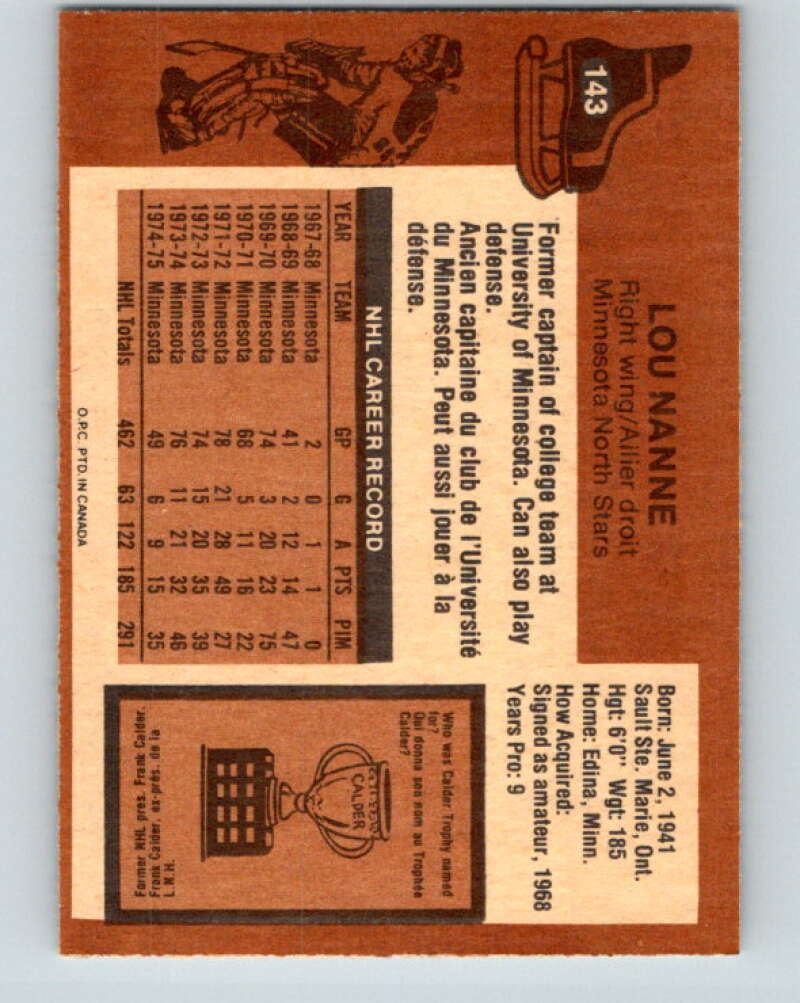 143
LOU NANNE
Right wing/Ailier droit
Minnesota North Stars
Former captain of college team at
University of Minnesota. Can also play
defense.
Ancien capitaine du club de l'Université
du Minnesota. Peut aussi jouer à la
défense.
Born: June 2, 1941
Sault Ste. Marie, Ont.
Hgt: 6'0" Wgt: 185
Home: Edina, Minn.
How Acquired:
Signed as amateur, 1968
Years Pro: 9
NHL CAREER RECORD
YEAR TEAM GP G A PTS PIM
1967-68 Minnesota 2 0 1 1 0
1968-69 Minnesota 41 2 12 14 47
1969-70 Minnesota 74 3 20 23 75
1970-71 Minnesota 68 5 11 16 22
1971-72 Minnesota 78 21 28 49 27
1972-73 Minnesota 74 15 20 35 39
1973-74 Minnesota 76 11 21 32 46
1974-75 Minnesota 49 6 9 15 35
NHL Totals 462 63 122 185 291
Who was Calder Trophy named
for?
Qui donna son nom au Trophée
Calder?
CALDER
Former NHL pres. Frank Calder.
Frank Calder, ex-prés. de la
L.N.H.
O.P.C. PTD. IN CANADA